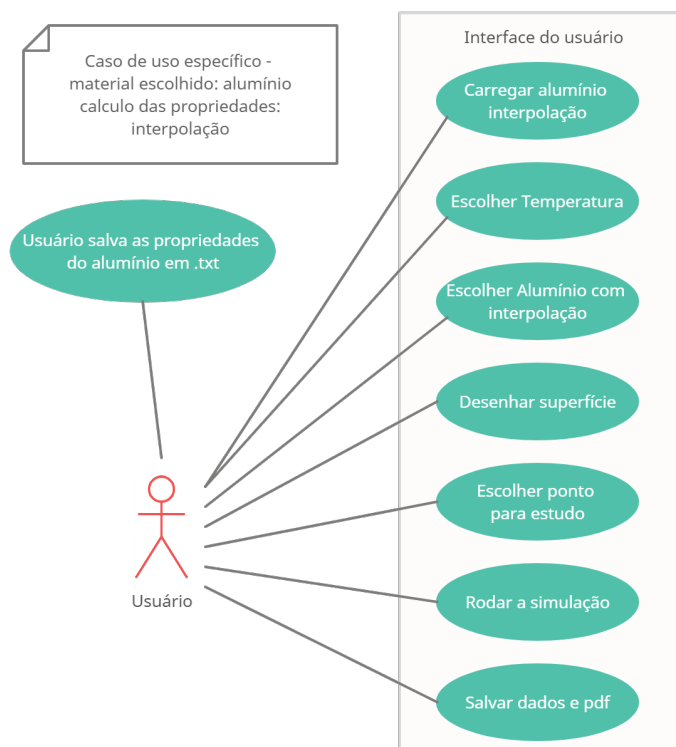 Caso de uso específico -
material escolhido: alumínio
calculo das propriedades:
interpolação
Usuário salva as propriedades
do alumínio em .txt
Usuário
Interface do usuário
Carregar alumínio
interpolação
Escolher Temperatura
Escolher Alumínio com
interpolação
Desenhar superfície
Escolher ponto
para estudo
Rodar a simulação
Salvar dados e pdf